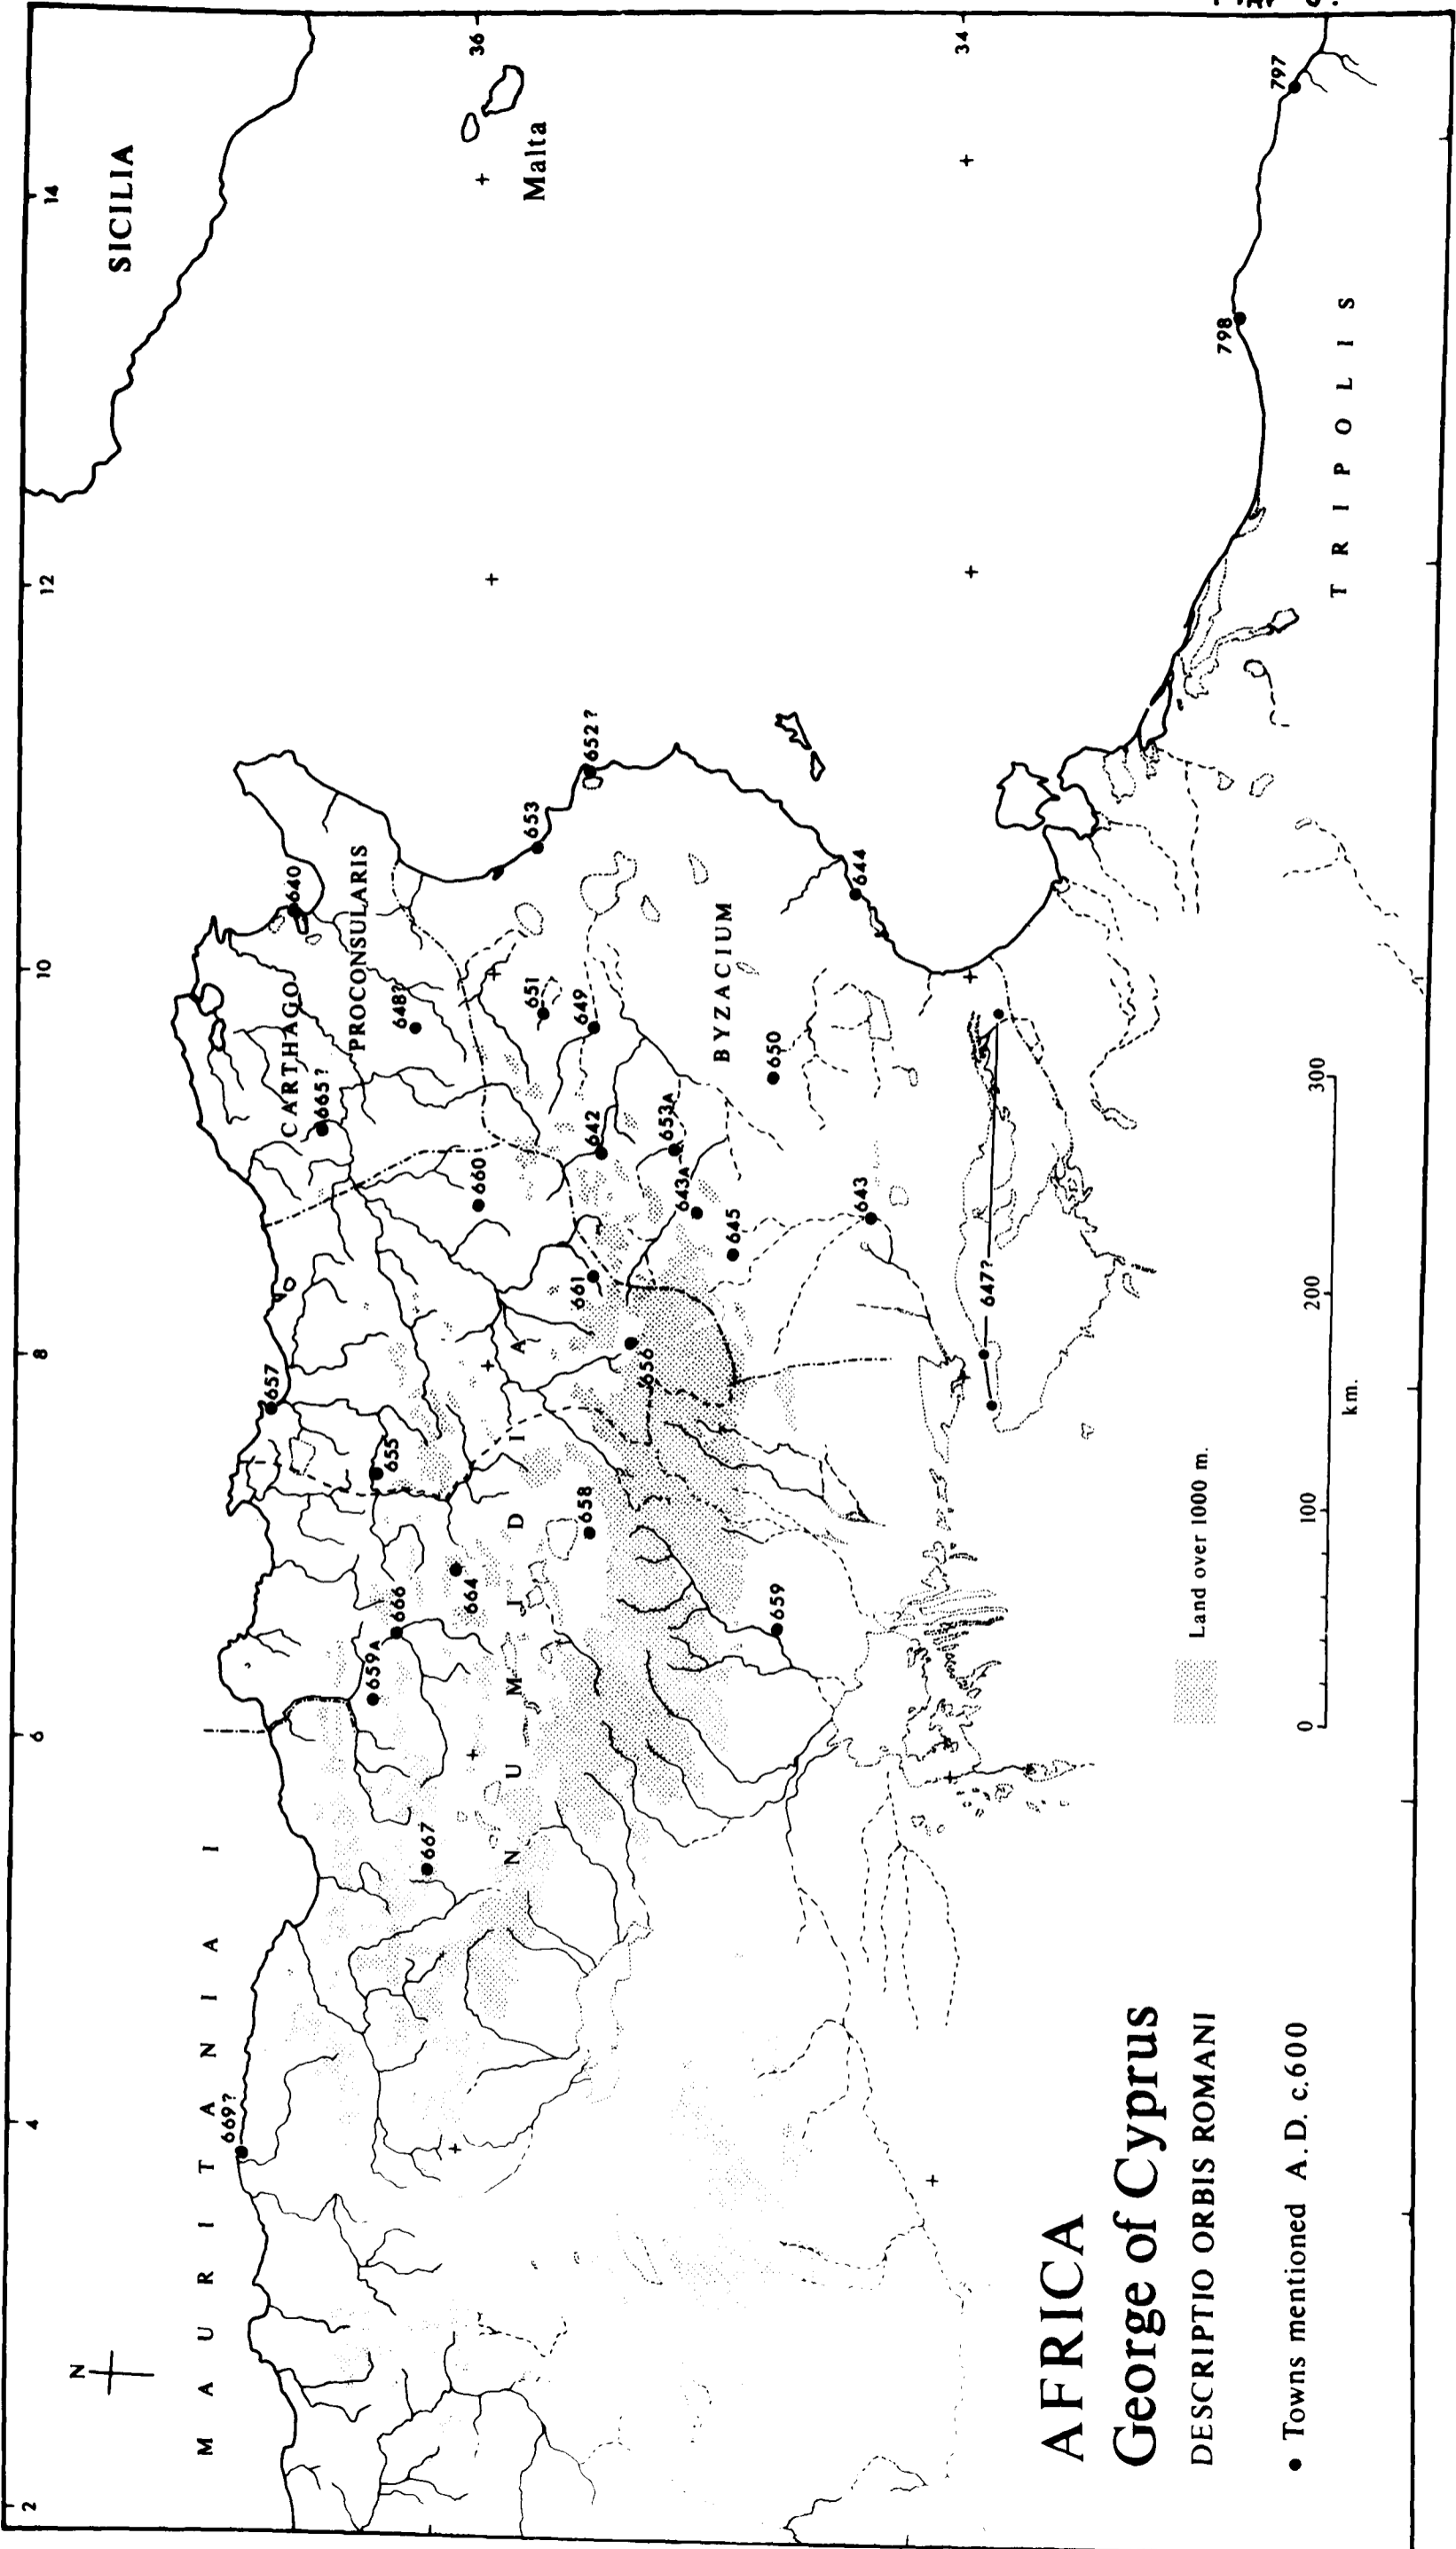 2 4 6 8 10 12 14
N
SICILIA
M A U R I T A N I A I
669?
657
640
CARTHAGO
PROCONSULARIS
665?
648?
659A
666
655
667
664
660
36
Malta
N U M I D I A
651
653
658
661
642
649
652?
656
653A
643A
645
BYZACIUM
659
650
643
644
34
647?
AFRICA
George of Cyprus
DESCRIPTIO ORBIS ROMANI
Land over 1000 m.
798
797
• Towns mentioned A.D. c.600
0 100 200 300
km.
T R I P O L I S